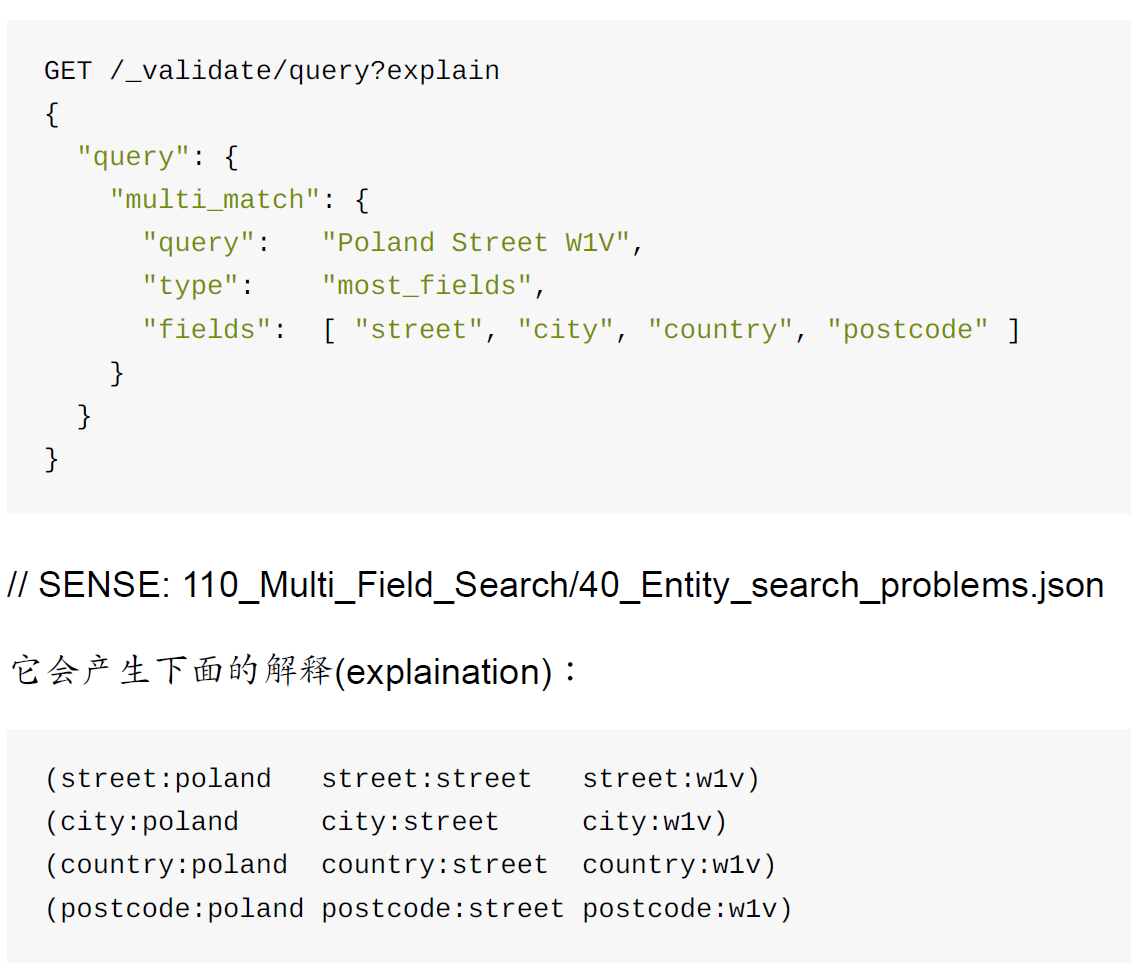 GET /_validate/query?explain
{
  "query": {
    "multi_match": {
      "query":   "Poland Street W1V",
      "type":    "most_fields",
      "fields":  [ "street", "city", "country", "postcode" ]
    }
  }
}
// SENSE: 110_Multi_Field_Search/40_Entity_search_problems.json
它会产生下面的解释(explaination)：
(street:poland   street:street   street:w1v)
(city:poland     city:street     city:w1v)
(country:poland  country:street  country:w1v)
(postcode:poland postcode:street postcode:w1v)